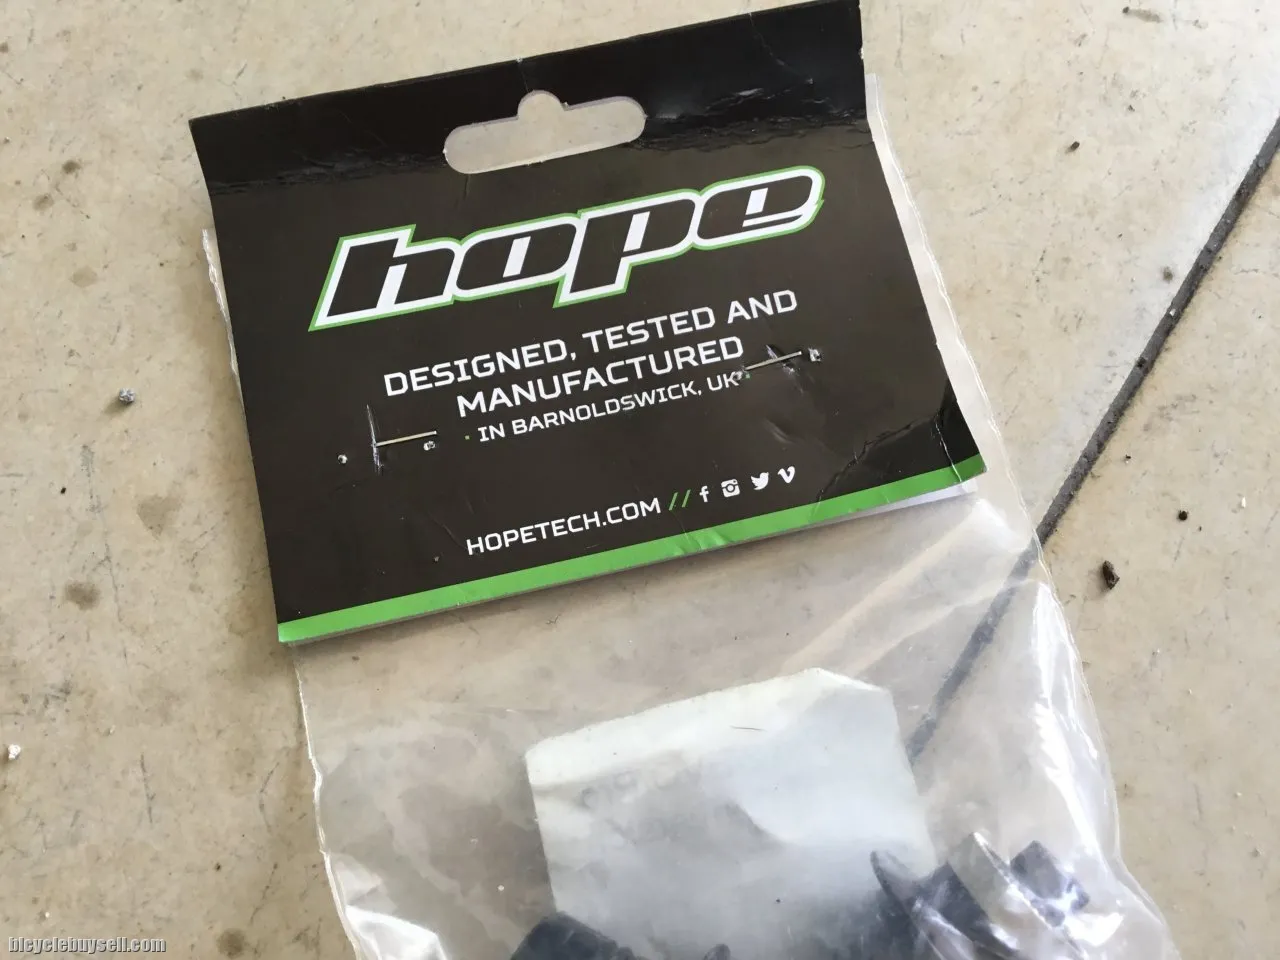 hope
DESIGNED, TESTED AND
MANUFACTURED
· IN BARNOLDSWICK, UK ·
HOPETECH.COM //
bicyclebuysell.com